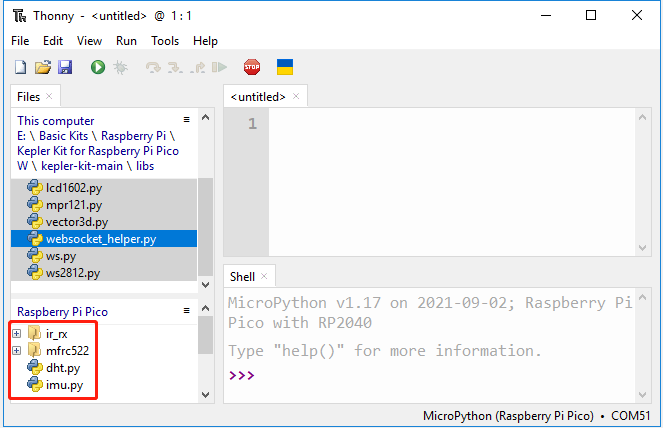 Thonny - <untitled> @ 1 : 1
File Edit View Run Tools Help
STOP
Files ×
This computer
E: \ Basic Kits \ Raspberry Pi \
Kepler Kit for Raspberry Pi Pico
W \ kepler-kit-main \ libs
lcd1602.py
mpr121.py
vector3d.py
websocket_helper.py
ws.py
ws2812.py
Raspberry Pi Pico
ir_rx
mfrc522
dht.py
imu.py
<untitled> ×
1
Shell ×
MicroPython v1.17 on 2021-09-02; Raspberry Pi
Pico with RP2040
Type "help()" for more information.
>>>
MicroPython (Raspberry Pi Pico) • COM51